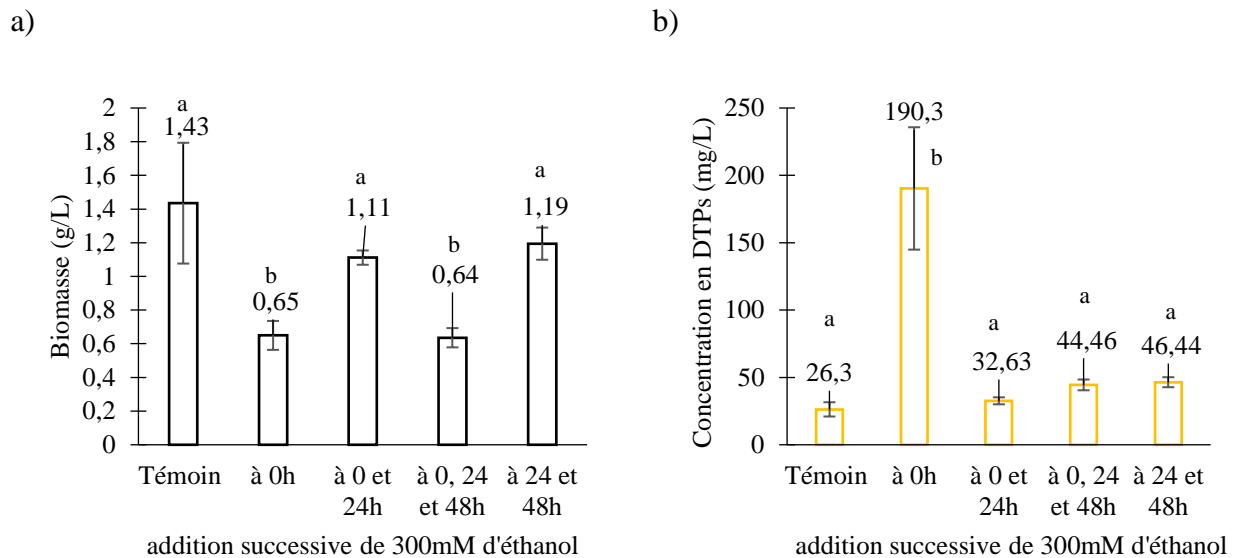 a)
Biomasse (g/L)
2
1,8
1,6
1,4
1,2
1
0,8
0,6
0,4
0,2
0
a
1,43
b
0,65
a
1,11
b
0,64
a
1,19
Témoin
à 0h
à 0 et
24h
à 0, 24
et 48h
à 24 et
48h
addition successive de 300mM d'éthanol
b)
Concentration en DTPs (mg/L)
250
200
150
100
50
0
a
26,3
190,3
b
a
32,63
a
44,46
a
46,44
Témoin
à 0h
à 0 et
24h
à 0, 24
et 48h
à 24 et
48h
addition successive de 300mM d'éthanol